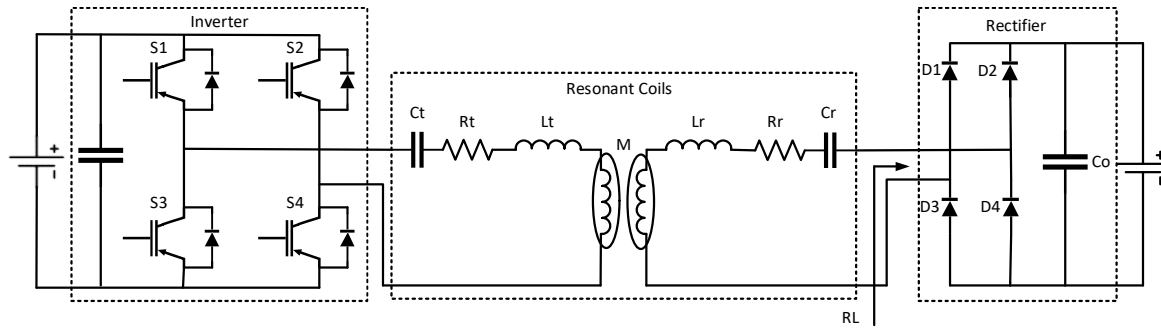 Inverter
Rectifier
S1
S2
D1
D2
Resonant Coils
Ct
Rt
Lt
M
Lr
Rr
Cr
+
-
+
-
Co
S3
S4
D3
D4
RL